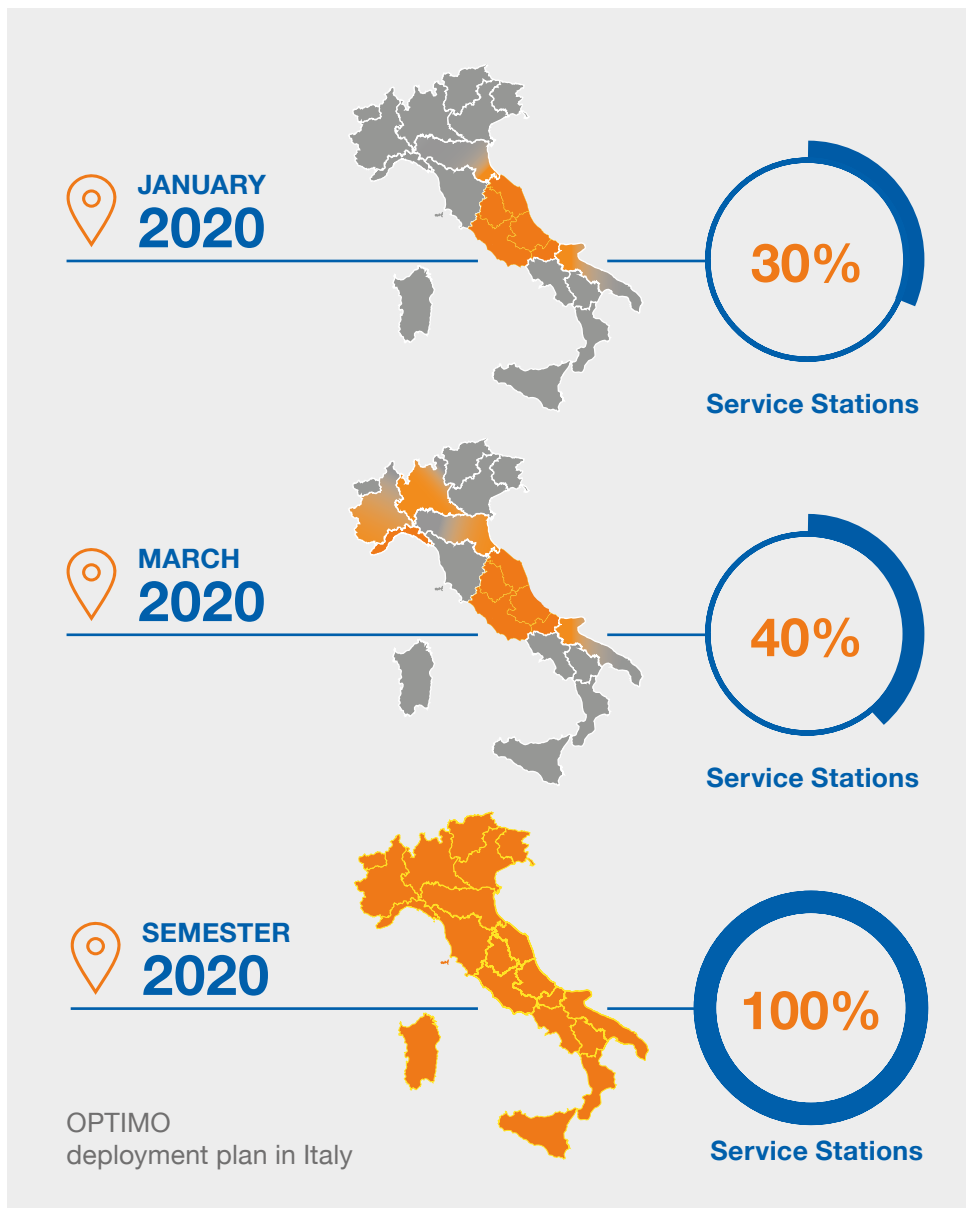 JANUARY
2020
30%
Service Stations
MARCH
2020
40%
Service Stations
SEMESTER
2020
100%
Service Stations
OPTIMO
deployment plan in Italy